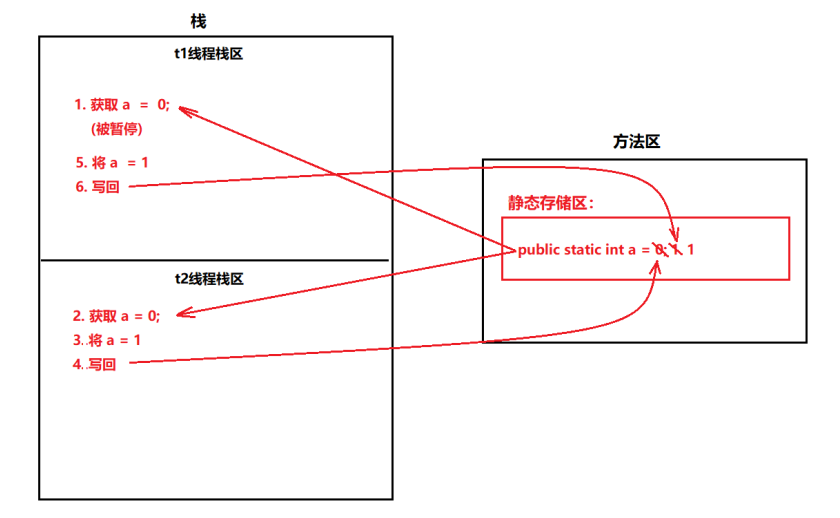 栈
t1线程栈区
1. 获取 a = 0;
(被暂停)
5. 将 a = 1
6. 写回
t2线程栈区
2. 获取 a = 0;
3..将 a = 1
4..写回
方法区
静态存储区：
public static int a = 0; 1 1